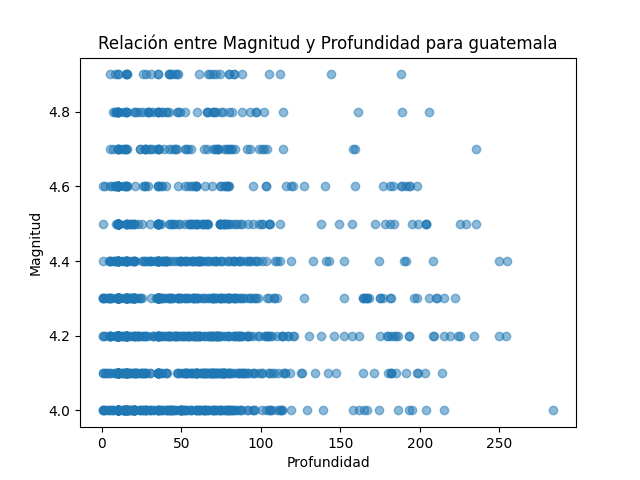 Relación entre Magnitud y Profundidad para guatemala
Magnitud
4.8
4.6
4.4
4.2
4.0
0 50 100 150 200 250
Profundidad